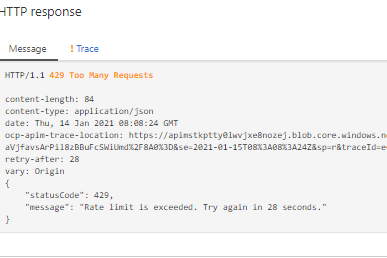 HTTP response
Message
! Trace
HTTP/1.1 429 Too Many Requests
content-length: 84
content-type: application/json
date: Thu, 14 Jan 2021 08:08:24 GMT
ocp-apim-trace-location: https://apimstkptty01wvjxe8nozej.blob.core.windows.n
aVjfavsArPil8zBBuFcSWiUmd%2F8A0%3D&se=2021-01-15T08%3A08%3A24Z&sp=r&traceId=e
retry-after: 28
vary: Origin
{
"statusCode": 429,
"message": "Rate limit is exceeded. Try again in 28 seconds."
}